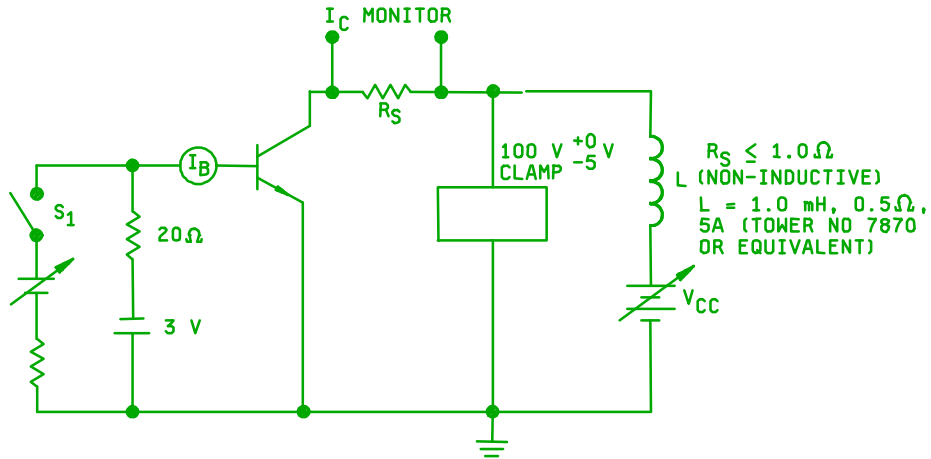 I_C MONITOR
R_S
100 V +0 -5 V
CLAMP
R_S ≤ 1.0Ω
(NON-INDUCTIVE)
L
L = 1.0 mH, 0.5Ω,
5A (TOWER NO 7870
OR EQUIVALENT)
I_B
S_1
20Ω
3 V
V_CC